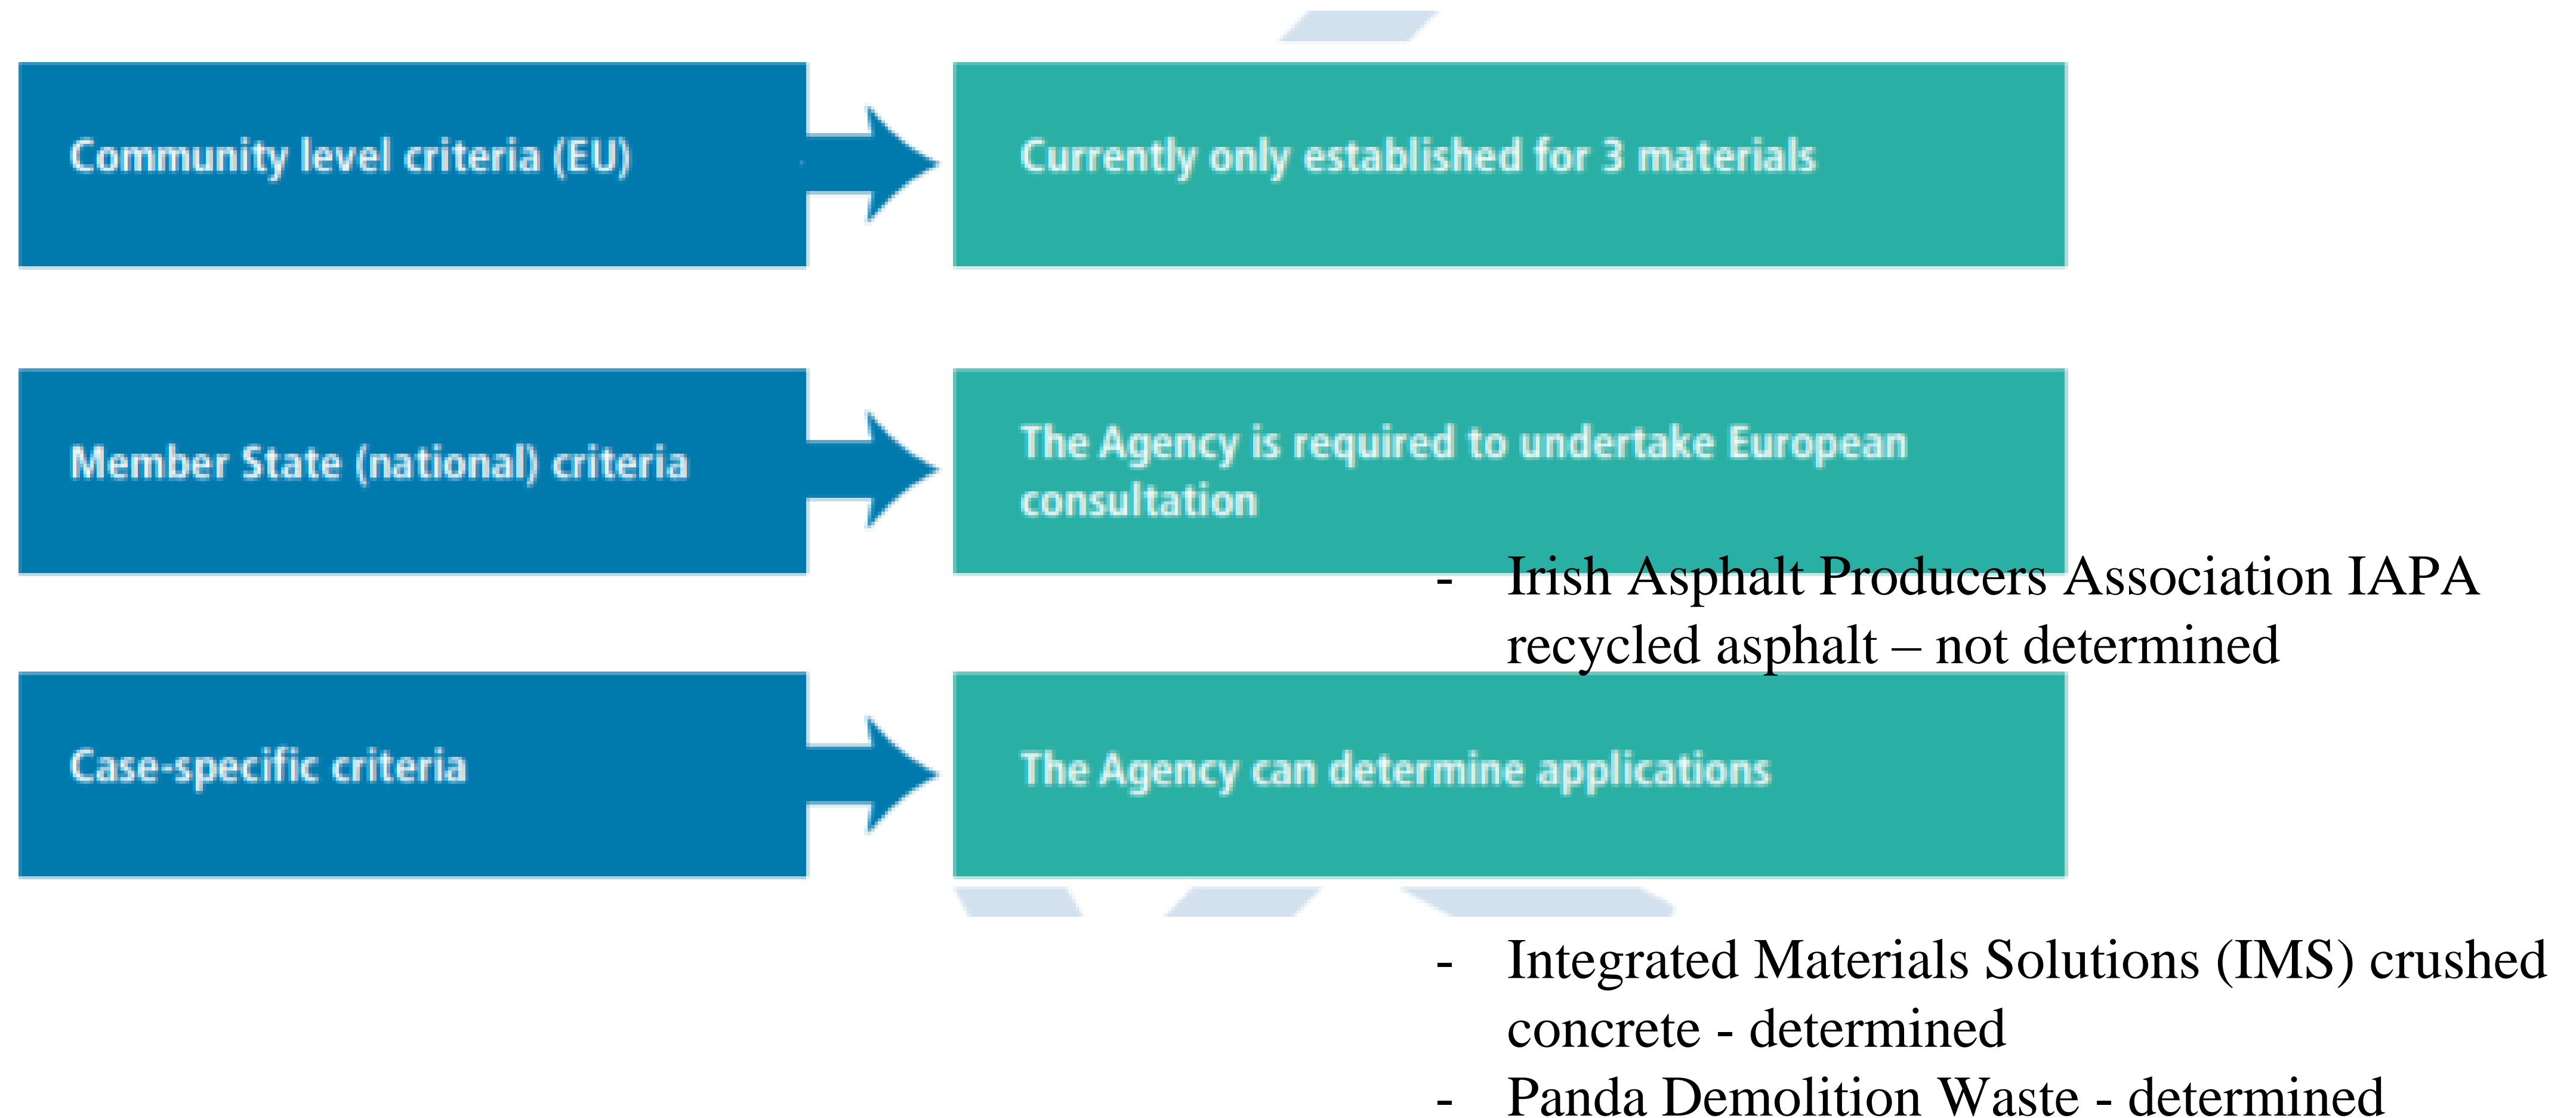 Community level criteria (EU)
Currently only established for 3 materials
Member State (national) criteria
The Agency is required to undertake European
consultation
- Irish Asphalt Producers Association IAPA
recycled asphalt – not determined
Case-specific criteria
The Agency can determine applications
- Integrated Materials Solutions (IMS) crushed
concrete - determined
- Panda Demolition Waste - determined